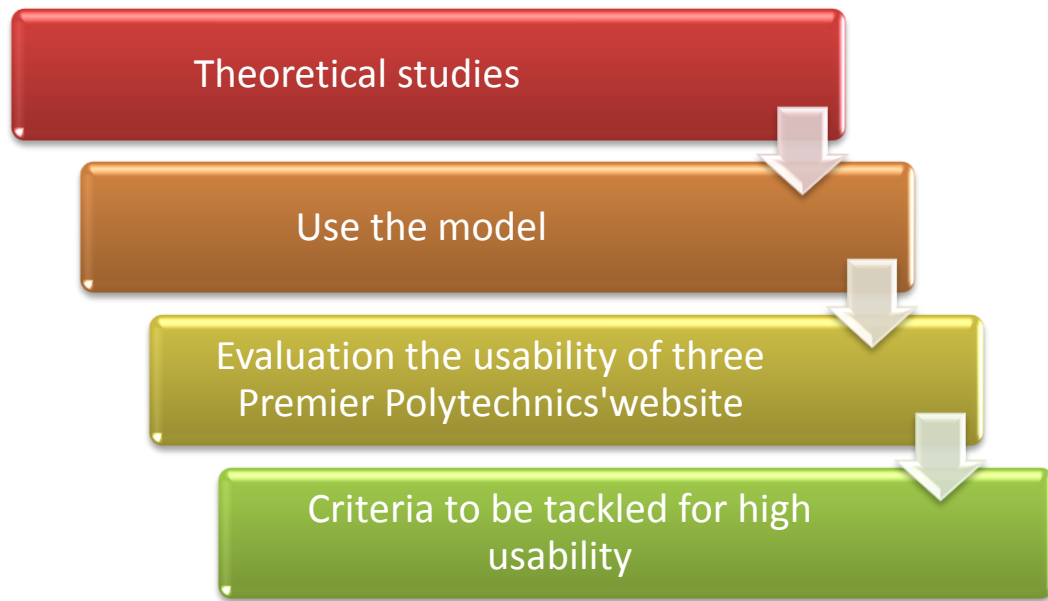 Theoretical studies
Use the model
Evaluation the usability of three
Premier Polytechnics'website
Criteria to be tackled for high
usability